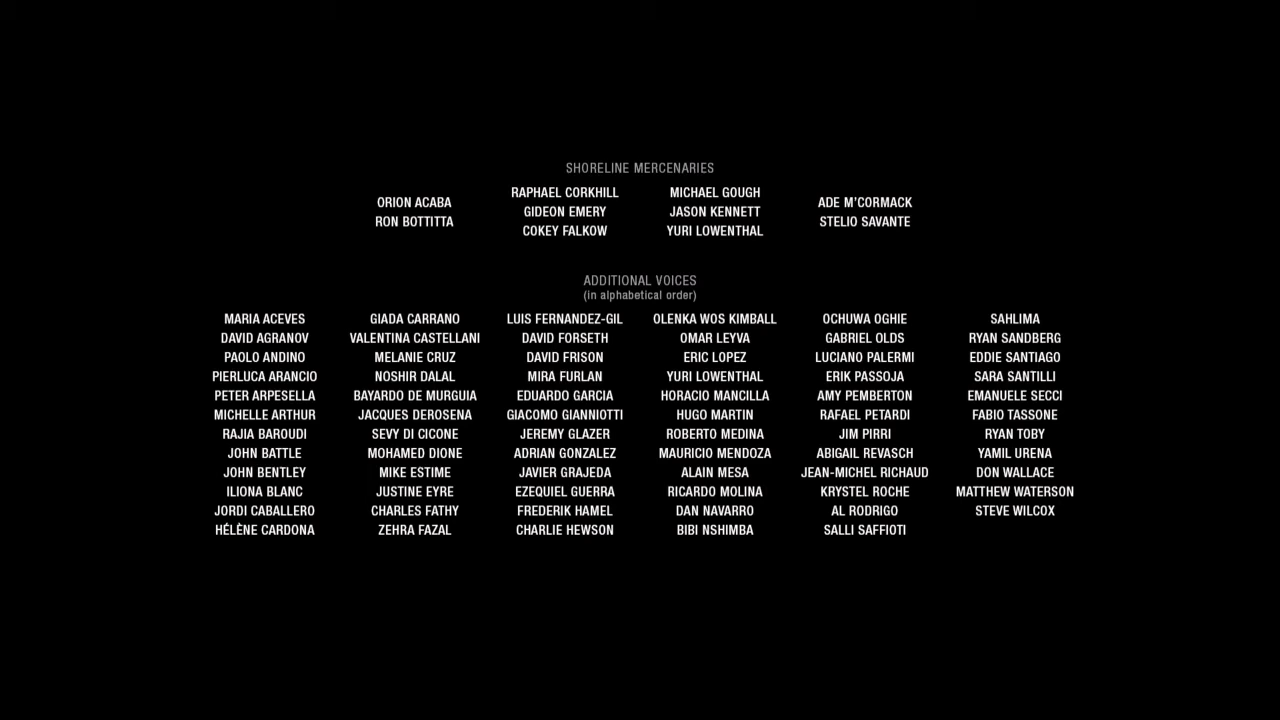 SHORELINE MERCENARIES
ORION ACABA
RON BOTTITTA
RAPHAEL CORKHILL
GIDEON EMERY
COKEY FALKOW
MICHAEL GOUGH
JASON KENNETT
YURI LOWENTHAL
ADE M'CORMACK
STELIO SAVANTE
ADDITIONAL VOICES
(in alphabetical order)
MARIA ACEVES
DAVID AGRANOV
PAOLO ANDINO
PIERLUCA ARANCIO
PETER ARPESELLA
MICHELLE ARTHUR
RAJIA BAROUDI
JOHN BATTLE
JOHN BENTLEY
ILIONA BLANC
JORDI CABALLERO
HÉLÈNE CARDONA
GIADA CARRANO
VALENTINA CASTELLANI
MELANIE CRUZ
NOSHIR DALAL
BAYARDO DE MURGUIA
JACQUES DEROSENA
SEVY DI CICONE
MOHAMED DIONE
MIKE ESTIME
JUSTINE EYRE
CHARLES FATHY
ZEHRA FAZAL
LUIS FERNANDEZ-GIL
DAVID FORSETH
DAVID FRISON
MIRA FURLAN
EDUARDO GARCIA
GIACOMO GIANNIOTTI
JEREMY GLAZER
ADRIAN GONZALEZ
JAVIER GRAJEDA
EZEQUIEL GUERRA
FREDERIK HAMEL
CHARLIE HEWSON
OLENKA WOS KIMBALL
OMAR LEYVA
ERIC LOPEZ
YURI LOWENTHAL
HORACIO MANCILLA
HUGO MARTIN
ROBERTO MEDINA
MAURICIO MENDOZA
ALAIN MESA
RICARDO MOLINA
DAN NAVARRO
BIBI NSHIMBA
OCHUWA OGHIE
GABRIEL OLDS
LUCIANO PALERMI
ERIK PASSOJA
AMY PEMBERTON
RAFAEL PETARDI
JIM PIRRI
ABIGAIL REVASCH
JEAN-MICHEL RICHAUD
KRYSTEL ROCHE
AL RODRIGO
SALLI SAFFIOTI
SAHLIMA
RYAN SANDBERG
EDDIE SANTIAGO
SARA SANTILLI
EMANUELE SECCI
FABIO TASSONE
RYAN TOBY
YAMIL URENA
DON WALLACE
MATTHEW WATERSON
STEVE WILCOX